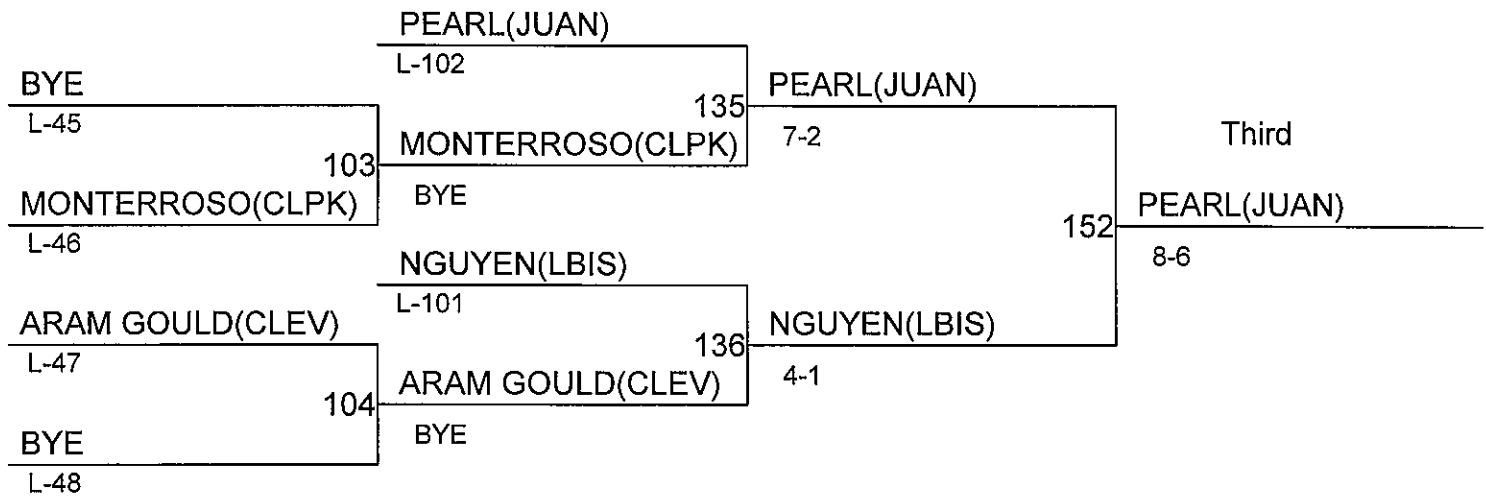 PEARL(JUAN)
L-102
BYE
L-45
135
PEARL(JUAN)
7-2
Third
103
MONTERROSO(CLPK)
BYE
MONTERROSO(CLPK)
L-46
152
PEARL(JUAN)
8-6
NGUYEN(LBIS)
L-101
ARAM GOULD(CLEV)
L-47
136
NGUYEN(LBIS)
4-1
104
ARAM GOULD(CLEV)
BYE
BYE
L-48